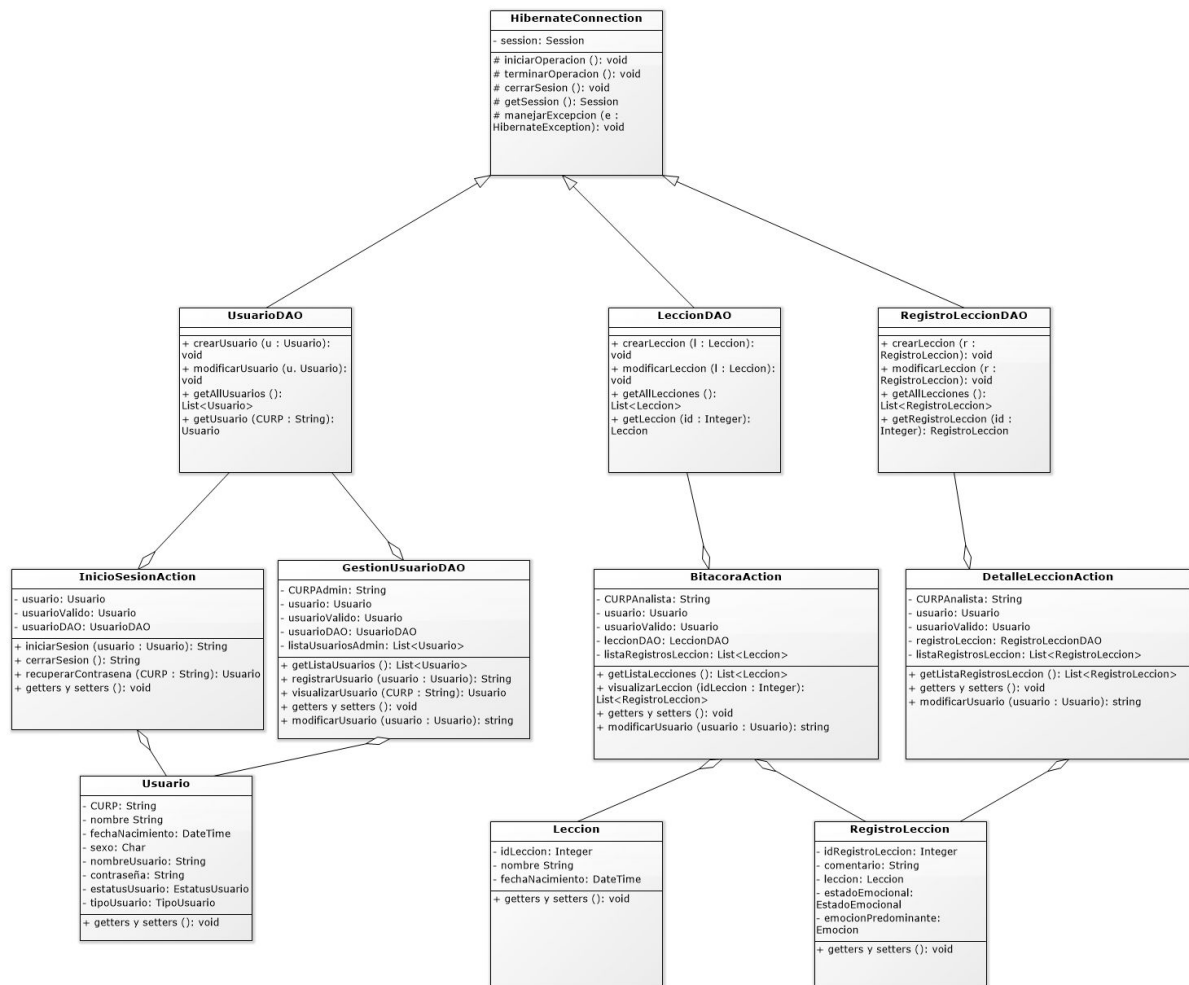 HibernateConnection
- session: Session
# iniciarOperacion (): void
# terminarOperacion (): void
# cerrarSesion (): void
# getSession (): Session
# manejarExcepcion (e :
HibernateException): void
UsuarioDAO
+ crearUsuario (u : Usuario):
void
+ modificarUsuario (u. Usuario):
void
+ getAllUsuarios ():
List<Usuario>
+ getUsuario (CURP : String):
Usuario
LeccionDAO
+ crearLeccion (l : Leccion):
void
+ modificarLeccion (l : Leccion):
void
+ getAllLecciones ():
List<Leccion>
+ getLeccion (id : Integer):
Leccion
RegistroLeccionDAO
+ crearLeccion (r :
RegistroLeccion): void
+ modificarLeccion (r :
RegistroLeccion): void
+ getAllLecciones ():
List<RegistroLeccion>
+ getRegistroLeccion (id :
Integer): RegistroLeccion
InicioSesionAction
- usuario: Usuario
- usuarioValido: Usuario
- usuarioDAO: UsuarioDAO
+ iniciarSesion (usuario : Usuario): String
+ cerrarSesion (): String
+ recuperarContrasena (CURP : String): Usuario
+ getters y setters (): void
GestionUsuarioDAO
- CURPAdmin: String
- usuario: Usuario
- usuarioValido: Usuario
- usuarioDAO: UsuarioDAO
- listaUsuariosAdmin: List<Usuario>
+ getListaUsuarios (): List<Usuario>
+ registrarUsuario (usuario : Usuario): String
+ visualizarUsuario (CURP : String): Usuario
+ getters y setters (): void
+ modificarUsuario (usuario : Usuario): string
BitacoraAction
- CURPAnalista: String
- usuario: Usuario
- usuarioValido: Usuario
- leccionDAO: LeccionDAO
- listaRegistrosLeccion: List<Leccion>
+ getListaLecciones (): List<Leccion>
+ visualizarLeccion (idLeccion : Integer):
List<RegistroLeccion>
+ getters y setters (): void
+ modificarUsuario (usuario : Usuario): string
DetalleLeccionAction
- CURPAnalista: String
- usuario: Usuario
- usuarioValido: Usuario
- registroLeccion: RegistroLeccionDAO
- listaRegistrosLeccion: List<RegistroLeccion>
+ getListaRegistrosLeccion (): List<RegistroLeccion>
+ getters y setters (): void
+ modificarUsuario (usuario : Usuario): string
Usuario
- CURP: String
- nombre String
- fechaNacimiento: DateTime
- sexo: Char
- nombreUsuario: String
- contraseña: String
- estatusUsuario: EstatusUsuario
- tipoUsuario: TipoUsuario
+ getters y setters (): void
Leccion
- idLeccion: Integer
- nombre String
- fechaNacimiento: DateTime
+ getters y setters (): void
RegistroLeccion
- idRegistroLeccion: Integer
- comentario: String
- leccion: Leccion
- estadoEmocional:
EstadoEmocional
- emocionPredominante:
Emocion
+ getters y setters (): void